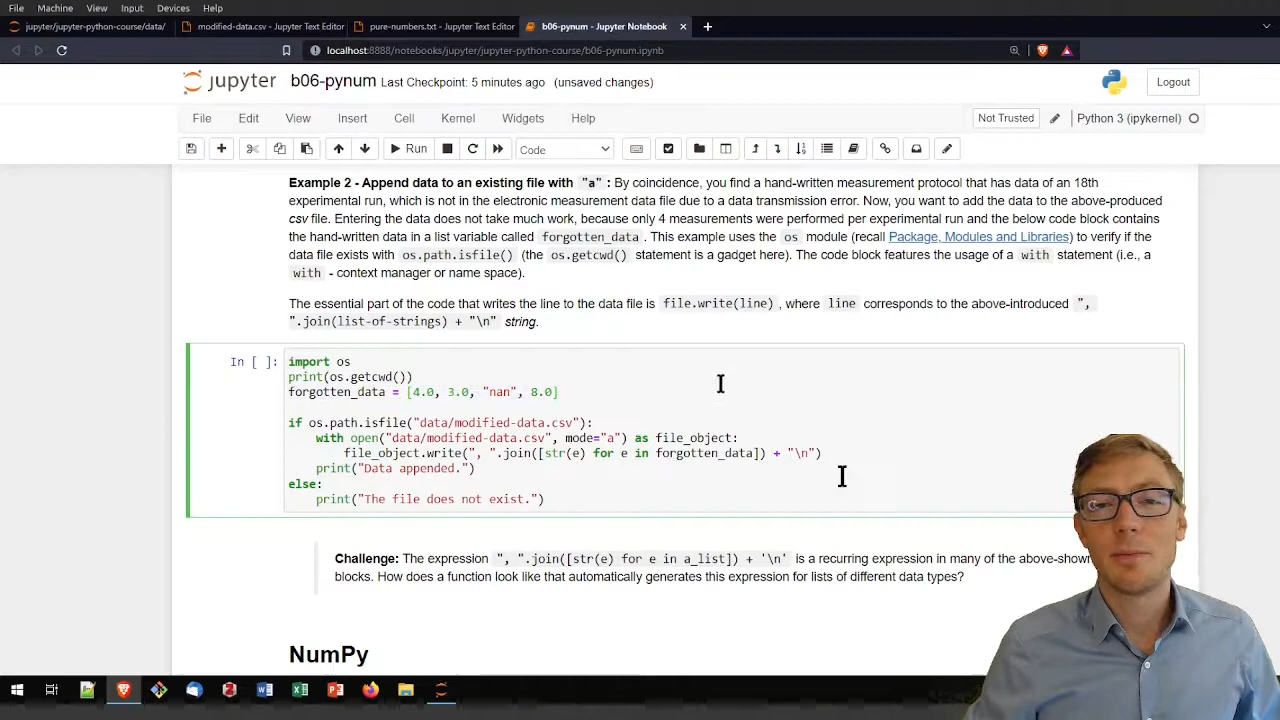 File Machine View Input Devices Help
jupyter/jupyter-python-course/data/ modified-data.csv - Jupyter Text Editor pure-numbers.txt - Jupyter Text Editor b06-pynum - Jupyter Notebook
localhost:8888/notebooks/jupyter/jupyter-python-course/b06-pynum.ipynb
jupyter b06-pynum Last Checkpoint: 5 minutes ago (unsaved changes) Logout
File Edit View Insert Cell Kernel Widgets Help Not Trusted Python 3 (ipykernel)
Run Code
Example 2 - Append data to an existing file with "a" : By coincidence, you find a hand-written measurement protocol that has data of an 18th
experimental run, which is not in the electronic measurement data file due to a data transmission error. Now, you want to add the data to the above-produced
csv file. Entering the data does not take much work, because only 4 measurements were performed per experimental run and the below code block contains
the hand-written data in a list variable called forgotten_data . This example uses the os module (recall Package, Modules and Libraries) to verify if the
data file exists with os.path.isfile() (the os.getcwd() statement is a gadget here). The code block features the usage of a with statement (i.e., a
with - context manager or name space).
The essential part of the code that writes the line to the data file is file.write(line) , where line corresponds to the above-introduced ",
".join(list-of-strings) + "\n" string.
In [ ]: import os
print(os.getcwd())
forgotten_data = [4.0, 3.0, "nan", 8.0]
if os.path.isfile("data/modified-data.csv"):
with open("data/modified-data.csv", mode="a") as file_object:
file_object.write(", ".join([str(e) for e in forgotten_data]) + "\n")
print("Data appended.")
else:
print("The file does not exist.")
Challenge: The expression ", ".join([str(e) for e in a_list]) + '\n' is a recurring expression in many of the above-shown
blocks. How does a function look like that automatically generates this expression for lists of different data types?
NumPy